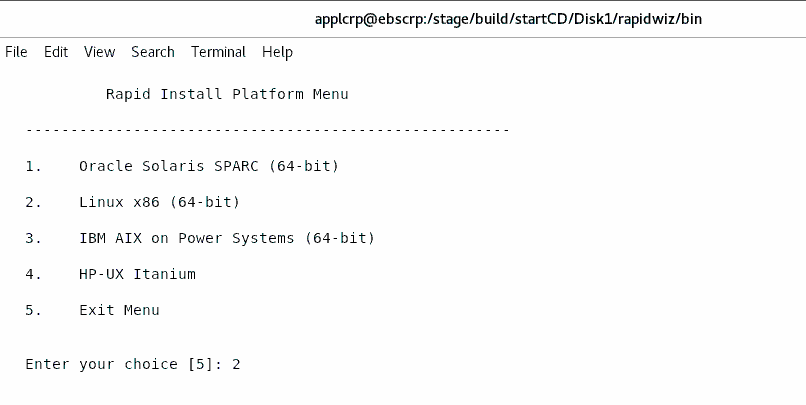 applcrp@ebscrp:/stage/build/startCD/Disk1/rapidwiz/bin
File Edit View Search Terminal Help
Rapid Install Platform Menu
------------------------------------------------------
1. Oracle Solaris SPARC (64-bit)
2. Linux x86 (64-bit)
3. IBM AIX on Power Systems (64-bit)
4. HP-UX Itanium
5. Exit Menu
Enter your choice [5]: 2